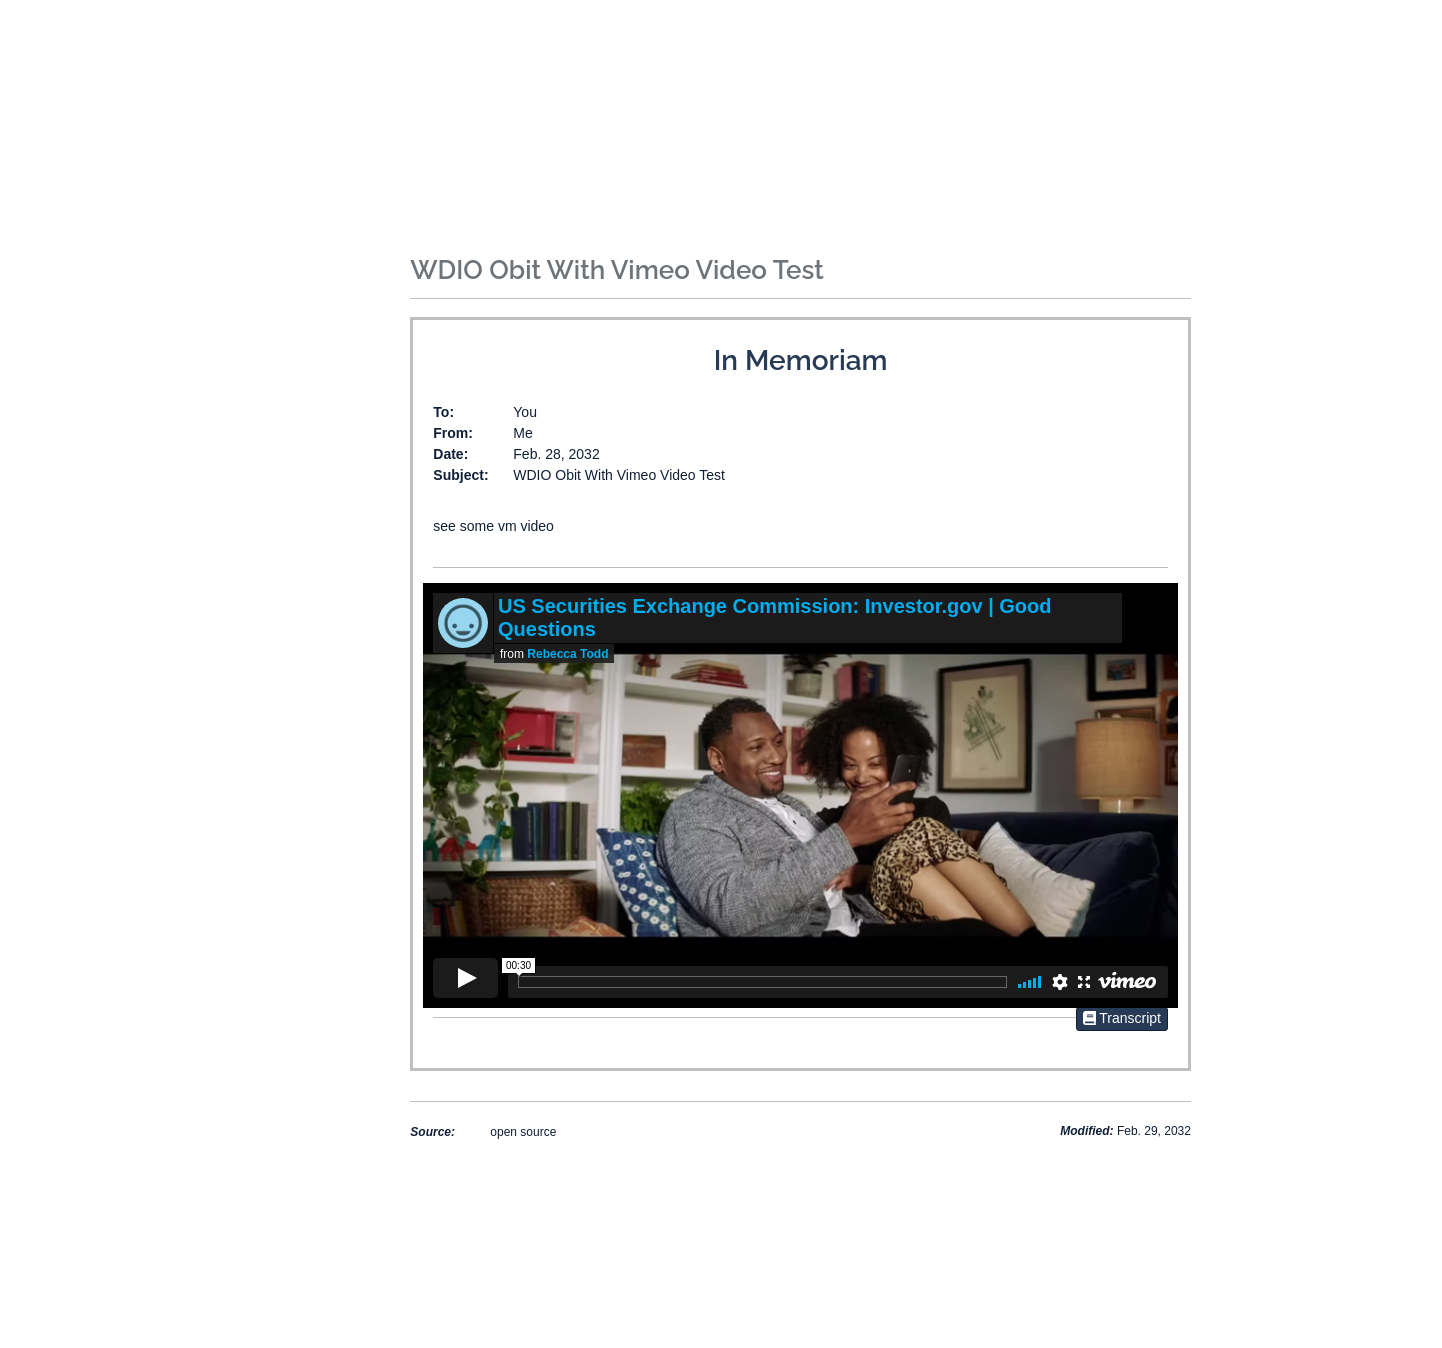 WDIO Obit With Vimeo Video Test
In Memoriam
To: You
From: Me
Date: Feb. 28, 2032
Subject: WDIO Obit With Vimeo Video Test
see some vm video
US Securities Exchange Commission: Investor.gov | Good
Questions
from Rebecca Todd
00:30
vimeo
Transcript
Source: open source
Modified: Feb. 29, 2032